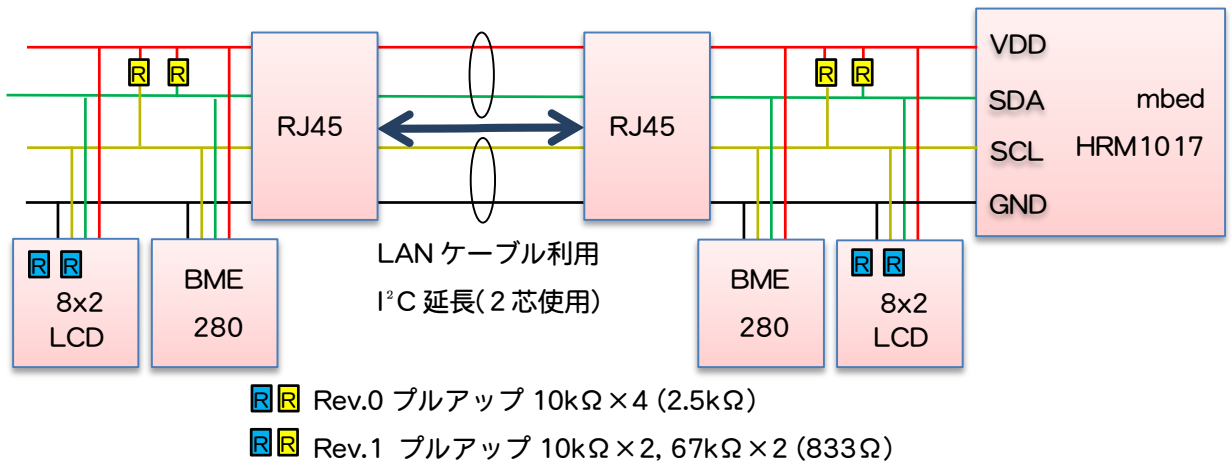 R R
RJ45
RJ45
R R
VDD
SDA
SCL
GND
mbed
HRM1017
R R
8x2
LCD
BME
280
LAN ケーブル利用
I²C 延長(２芯使用)
BME
280
R R
8x2
LCD
R R Rev.0 プルアップ 10kΩ×4 (2.5kΩ)
R R Rev.1 プルアップ 10kΩ×2, 67kΩ×2 (833Ω)